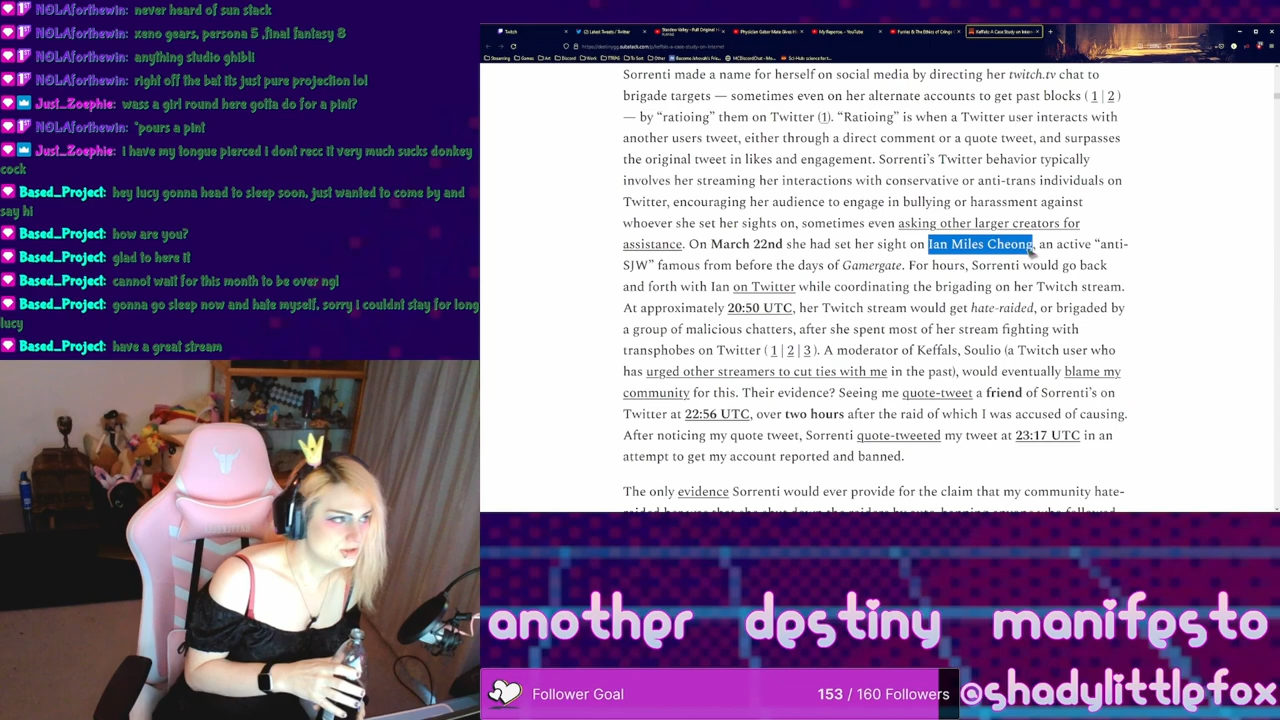 NOLAforthewin: never heard of sun stack
NOLAforthewin: xeno gears, persona 5 ,final fantasy 8
Just_Zoephie: wass a girl round here gotta do for a pint?
NOLAforthewin: *pours a pint
Just_Zoephie: i have my tongue pierced i dont recc it very much sucks donkey
cock
Based_Project: hey lucy gonna head to sleep soon, just wanted to come by and
say hi
Based_Project: how are you?
Based_Project: glad to here it
Based_Project: cannot wait for this month to be over ngl
Based_Project: gonna go sleep now and hate myself, sorry i couldnt stay for long
lucy
Based_Project: have a great stream
Sorrenti made a name for herself on social media by directing her twitch.tv chat to
brigade targets — sometimes even on her alternate accounts to get past blocks ( 1 | 2 )
— by “ratioing” them on Twitter (1). “Ratioing” is when a Twitter user interacts with
another users tweet, either through a direct comment or a quote tweet, and surpasses
the original tweet in likes and engagement. Sorrenti’s Twitter behavior typically
involves her streaming her interactions with conservative or anti-trans individuals on
Twitter, encouraging her audience to engage in bullying or harassment against
whoever she set her sights on, sometimes even asking other larger creators for
assistance. On March 22nd she had set her sight on Ian Miles Cheong, an active “anti-
SJW” famous from before the days of Gamergate. For hours, Sorrenti would go back
and forth with Ian on Twitter while coordinating the brigading on her Twitch stream.
At approximately 20:50 UTC, her Twitch stream would get hate-raided, or brigaded by
a group of malicious chatters, after she spent most of her stream fighting with
transphobes on Twitter ( 1 | 2 | 3 ). A moderator of Keffals, Soulio (a Twitch user who
has urged other streamers to cut ties with me in the past), would eventually blame my
community for this. Their evidence? Seeing me quote-tweet a friend of Sorrenti’s on
Twitter at 22:56 UTC, over two hours after the raid of which I was accused of causing.
After noticing my quote tweet, Sorrenti quote-tweeted my tweet at 23:17 UTC in an
attempt to get my account reported and banned.
The only evidence Sorrenti would ever provide for the claim that my community hate-
another destiny manifesto
Follower Goal 153 / 160 Followers
@shadylittlefox